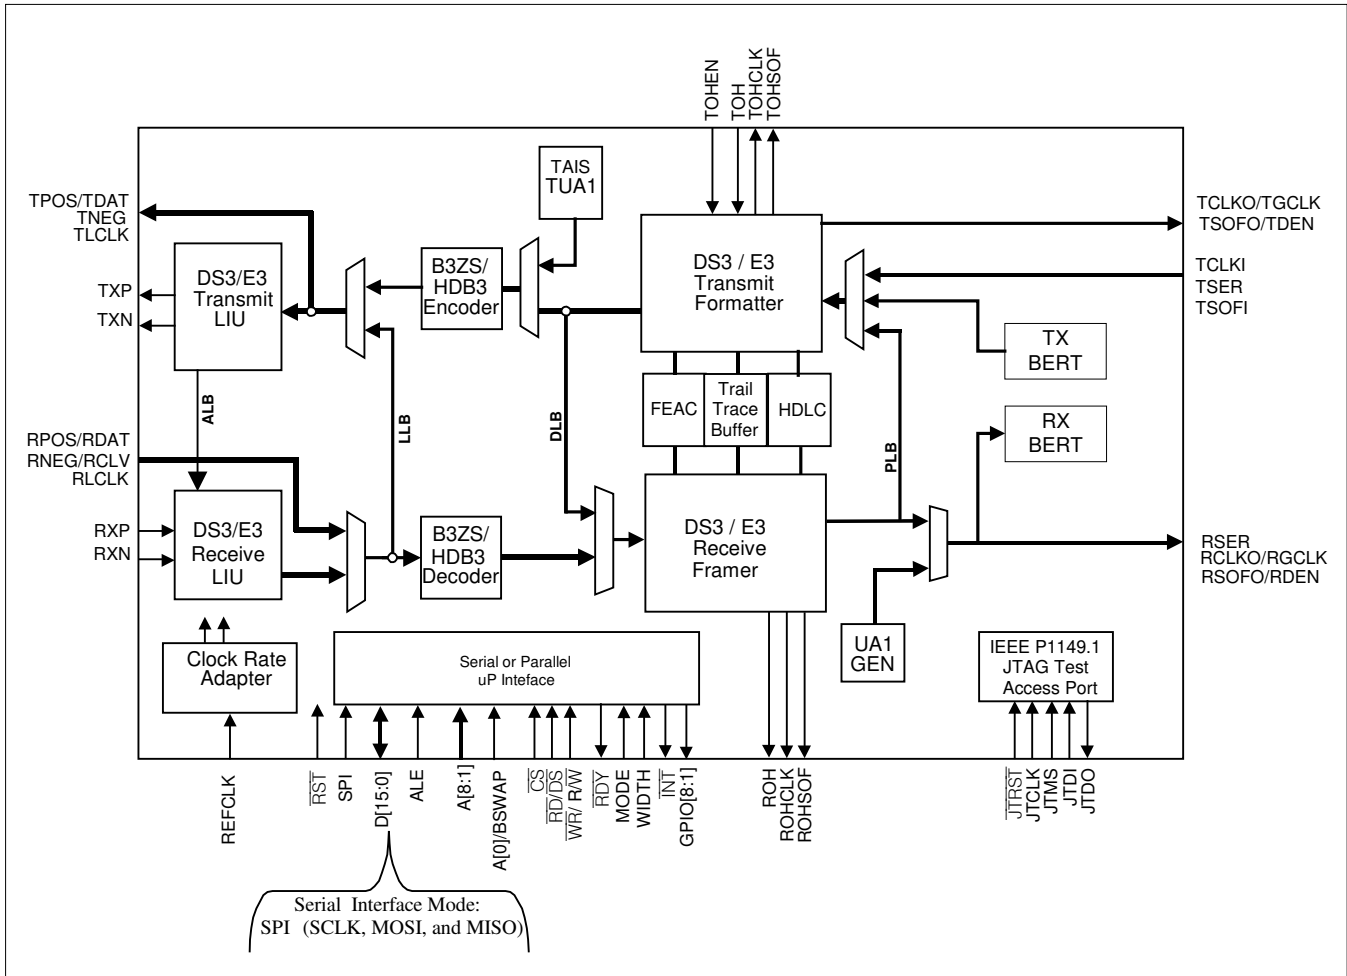 TOHEN
TOH
TOHCLK
TOHSOF
TAIS
TUA1
TPOS/TDAT
TNEG
TLCLK
TCLKO/TGCLK
TSOFO/TDEN
DS3/E3
Transmit
LIU
B3ZS/
HDB3
Encoder
DS3 / E3
Transmit
Formatter
TCLKI
TSER
TSOFI
TXP
TXN
TX
BERT
ALB
LLB
DLB
FEAC
Trail
Trace
Buffer
HDLC
PLB
RX
BERT
RPOS/RDAT
RNEG/RCLV
RLCLK
RXP
RXN
DS3/E3
Receive
LIU
B3ZS/
HDB3
Decoder
DS3 / E3
Receive
Framer
RSER
RCLKO/RGCLK
RSOFO/RDEN
Clock Rate
Adapter
Serial or Parallel
uP Inteface
UA1
GEN
IEEE P1149.1
JTAG Test
Access Port
REFCLK
RST
SPI
D[15:0]
ALE
A[8:1]
A[0]/BSWAP
CS
RD/DS
WR/ R/W
RDY
MODE
WIDTH
INT
GPIO[8:1]
ROH
ROHCLK
ROHSOF
JTRST
JTCLK
JTMS
JTDI
JTDO
Serial Interface Mode:
SPI (SCLK, MOSI, and MISO)